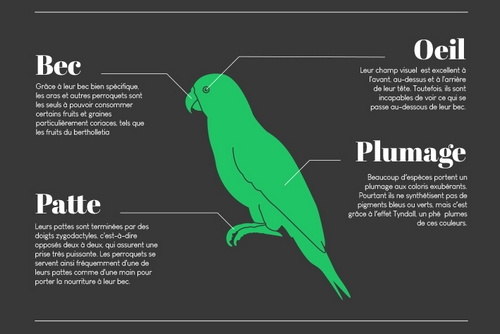 Bec
Grâce à leur bec bien spécifique,
les aras et autres perroquets sont
les seuls à pouvoir consommer
certains fruits et graines
particulièrement coriaces, tels que
les fruits du bertholletia
Oeil
Leur champ visuel est excellent à
l'avant, au-dessus et à l'arrière
de leur tête. Toutefois, ils sont
incapables de voir ce qui se
passe au-dessous de leur bec.
Plumage
Beaucoup d'espèces portent un
plumage aux coloris exubérants.
Pourtant ils ne synthétisent pas de
pigments bleus ou verts, mais c'est
grâce à l'effet Tyndall, un phé plumes
de ces couleurs.
Patte
Leurs pattes sont terminées par des
doigts zygodactyles, c'est-à-dire
opposés deux à deux, qui assurent une
prise très puissante. Les perroquets se
servent ainsi fréquemment d'une de
leurs pattes comme d'une main pour
porter la nourriture à leur bec.